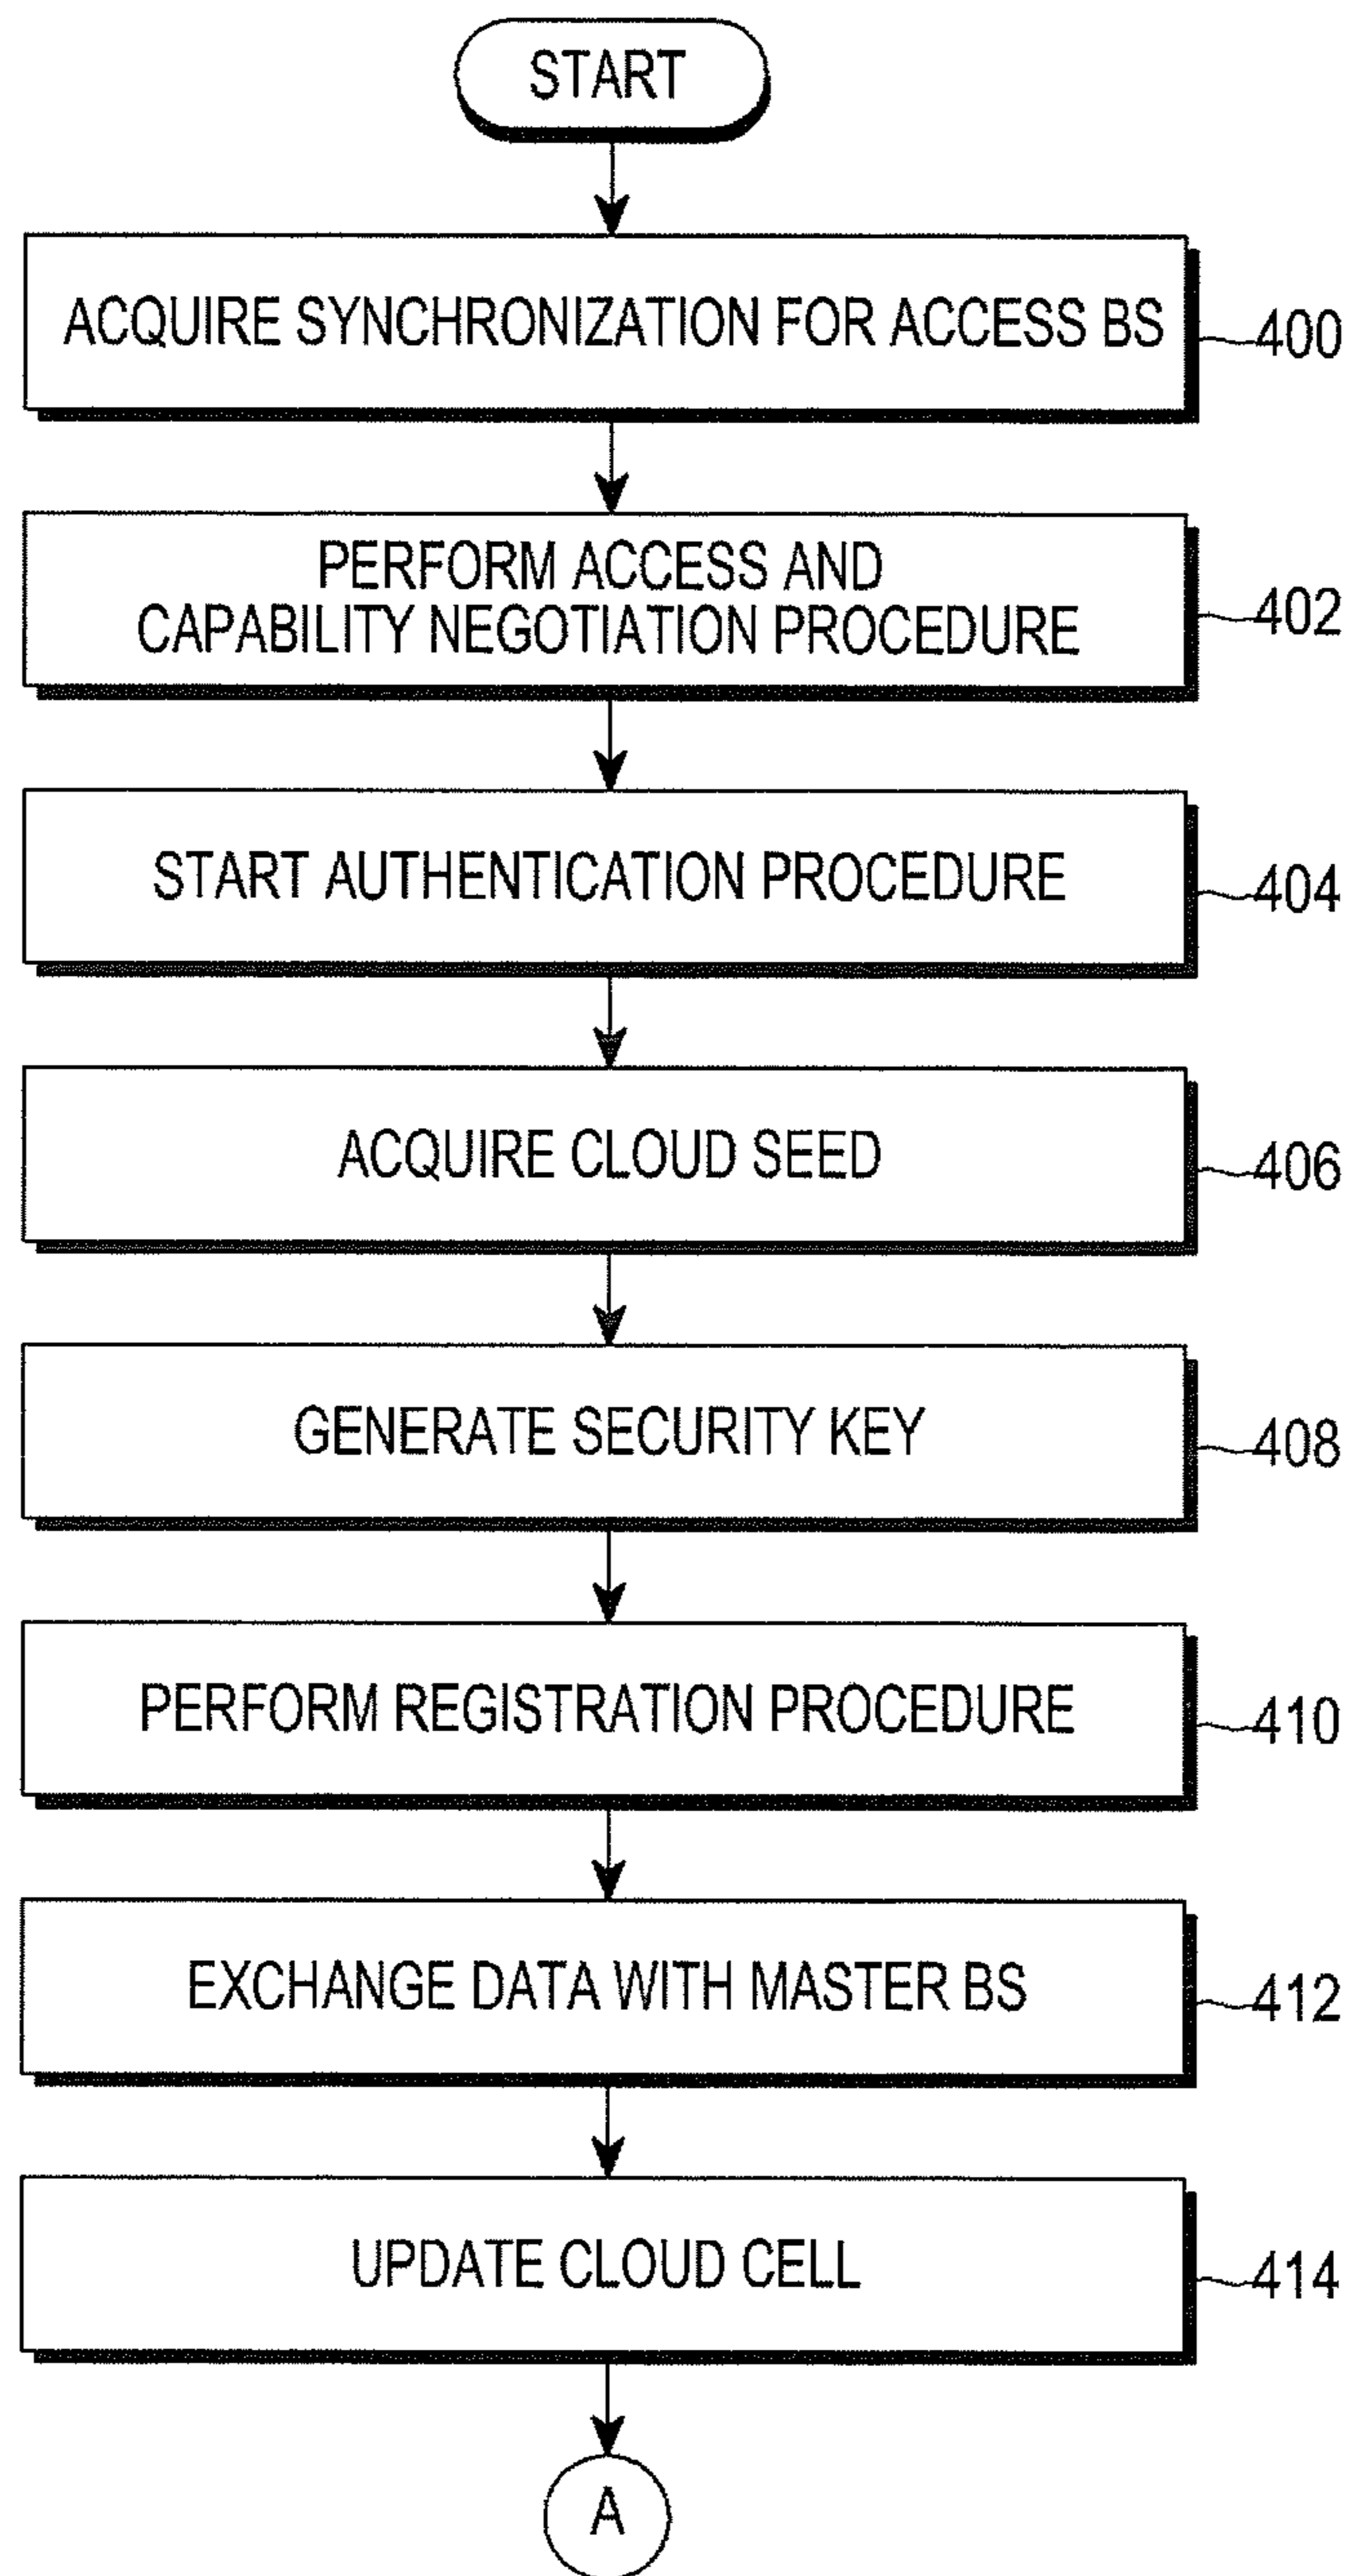 START
ACQUIRE SYNCHRONIZATION FOR ACCESS BS
400
PERFORM ACCESS AND
CAPABILITY NEGOTIATION PROCEDURE
402
START AUTHENTICATION PROCEDURE
404
ACQUIRE CLOUD SEED
406
GENERATE SECURITY KEY
408
PERFORM REGISTRATION PROCEDURE
410
EXCHANGE DATA WITH MASTER BS
412
UPDATE CLOUD CELL
414
A